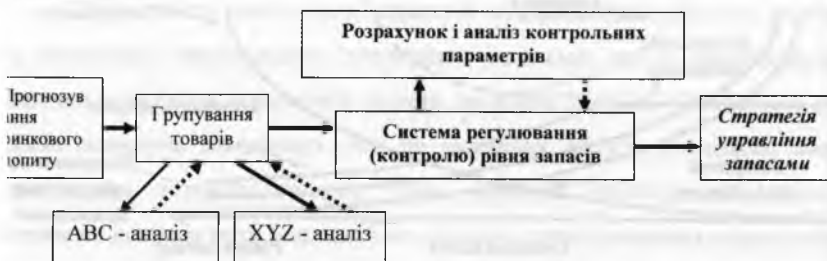 Розрахунок і аналіз контрольних
параметрів
Прогнозув
ання
ринкового
попиту
Групування
товарів
Система регулювання
(контролю) рівня запасів
Стратегія
управління
запасами
АВС - аналіз
XYZ - аналіз